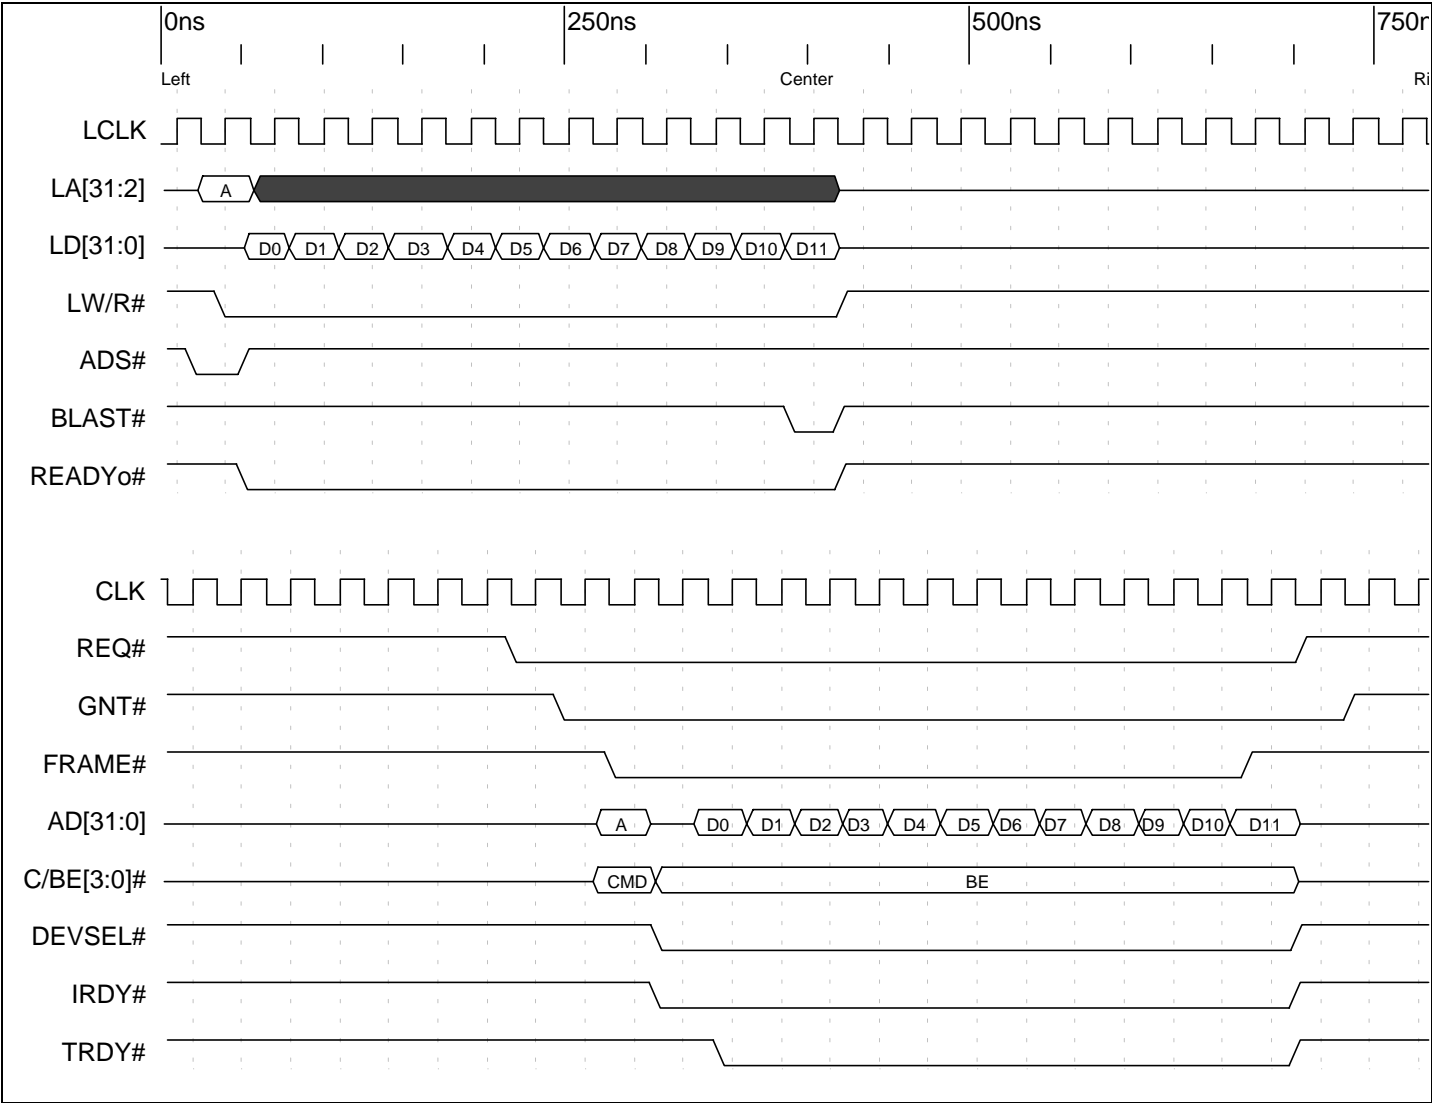 0ns 250ns 500ns 750n
Left Center Ri
LCLK
LA[31:2] A
LD[31:0] D0 D1 D2 D3 D4 D5 D6 D7 D8 D9 D10 D11
LW/R#
ADS#
BLAST#
READYo#
CLK
REQ#
GNT#
FRAME#
AD[31:0] A D0 D1 D2 D3 D4 D5 D6 D7 D8 D9 D10 D11
C/BE[3:0]# CMD BE
DEVSEL#
IRDY#
TRDY#